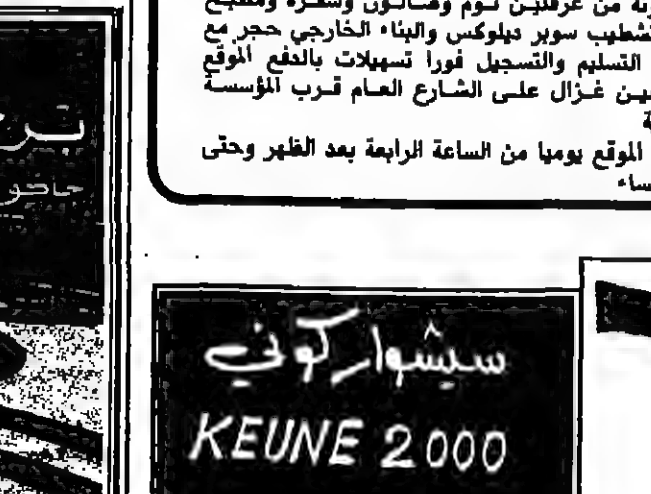 من غرفتين نوم وصالون وسفرة ومطبخ
تشطيب سوبر ديلوكس والبناء الخارجي حجر مع
التسليم والتسجيل فورا تسهيلات بالدفع الموقع
عين غزال على الشارع العام قرب المؤسسة
الموقع يوميا من الساعة الرابعة بعد الظهر وحتى
سيشوار كوني
KEUNE 2000